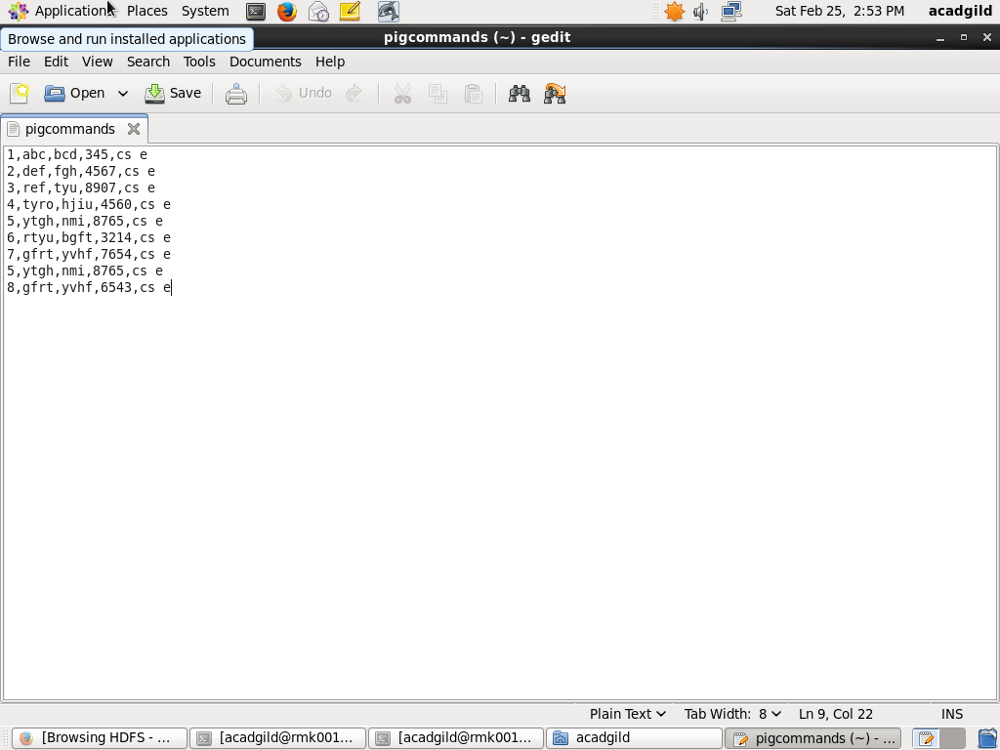 Applications Places System Sat Feb 25, 2:53 PM acadgild
Browse and run installed applications
pigcommands (~) - gedit
File Edit View Search Tools Documents Help
Open Save Undo
pigcommands
1,abc,bcd,345,cs e
2,def,fgh,4567,cs e
3,ref,tyu,8907,cs e
4,tyro,hjiu,4560,cs e
5,ytgh,nmi,8765,cs e
6,rtyu,bgft,3214,cs e
7,gfrt,yvhf,7654,cs e
5,ytgh,nmi,8765,cs e
8,gfrt,yvhf,6543,cs e
Plain Text Tab Width: 8 Ln 9, Col 22 INS
[Browsing HDFS - ... [acadgild@rmk001... [acadgild@rmk001... acadgild pigcommands (~) - ...